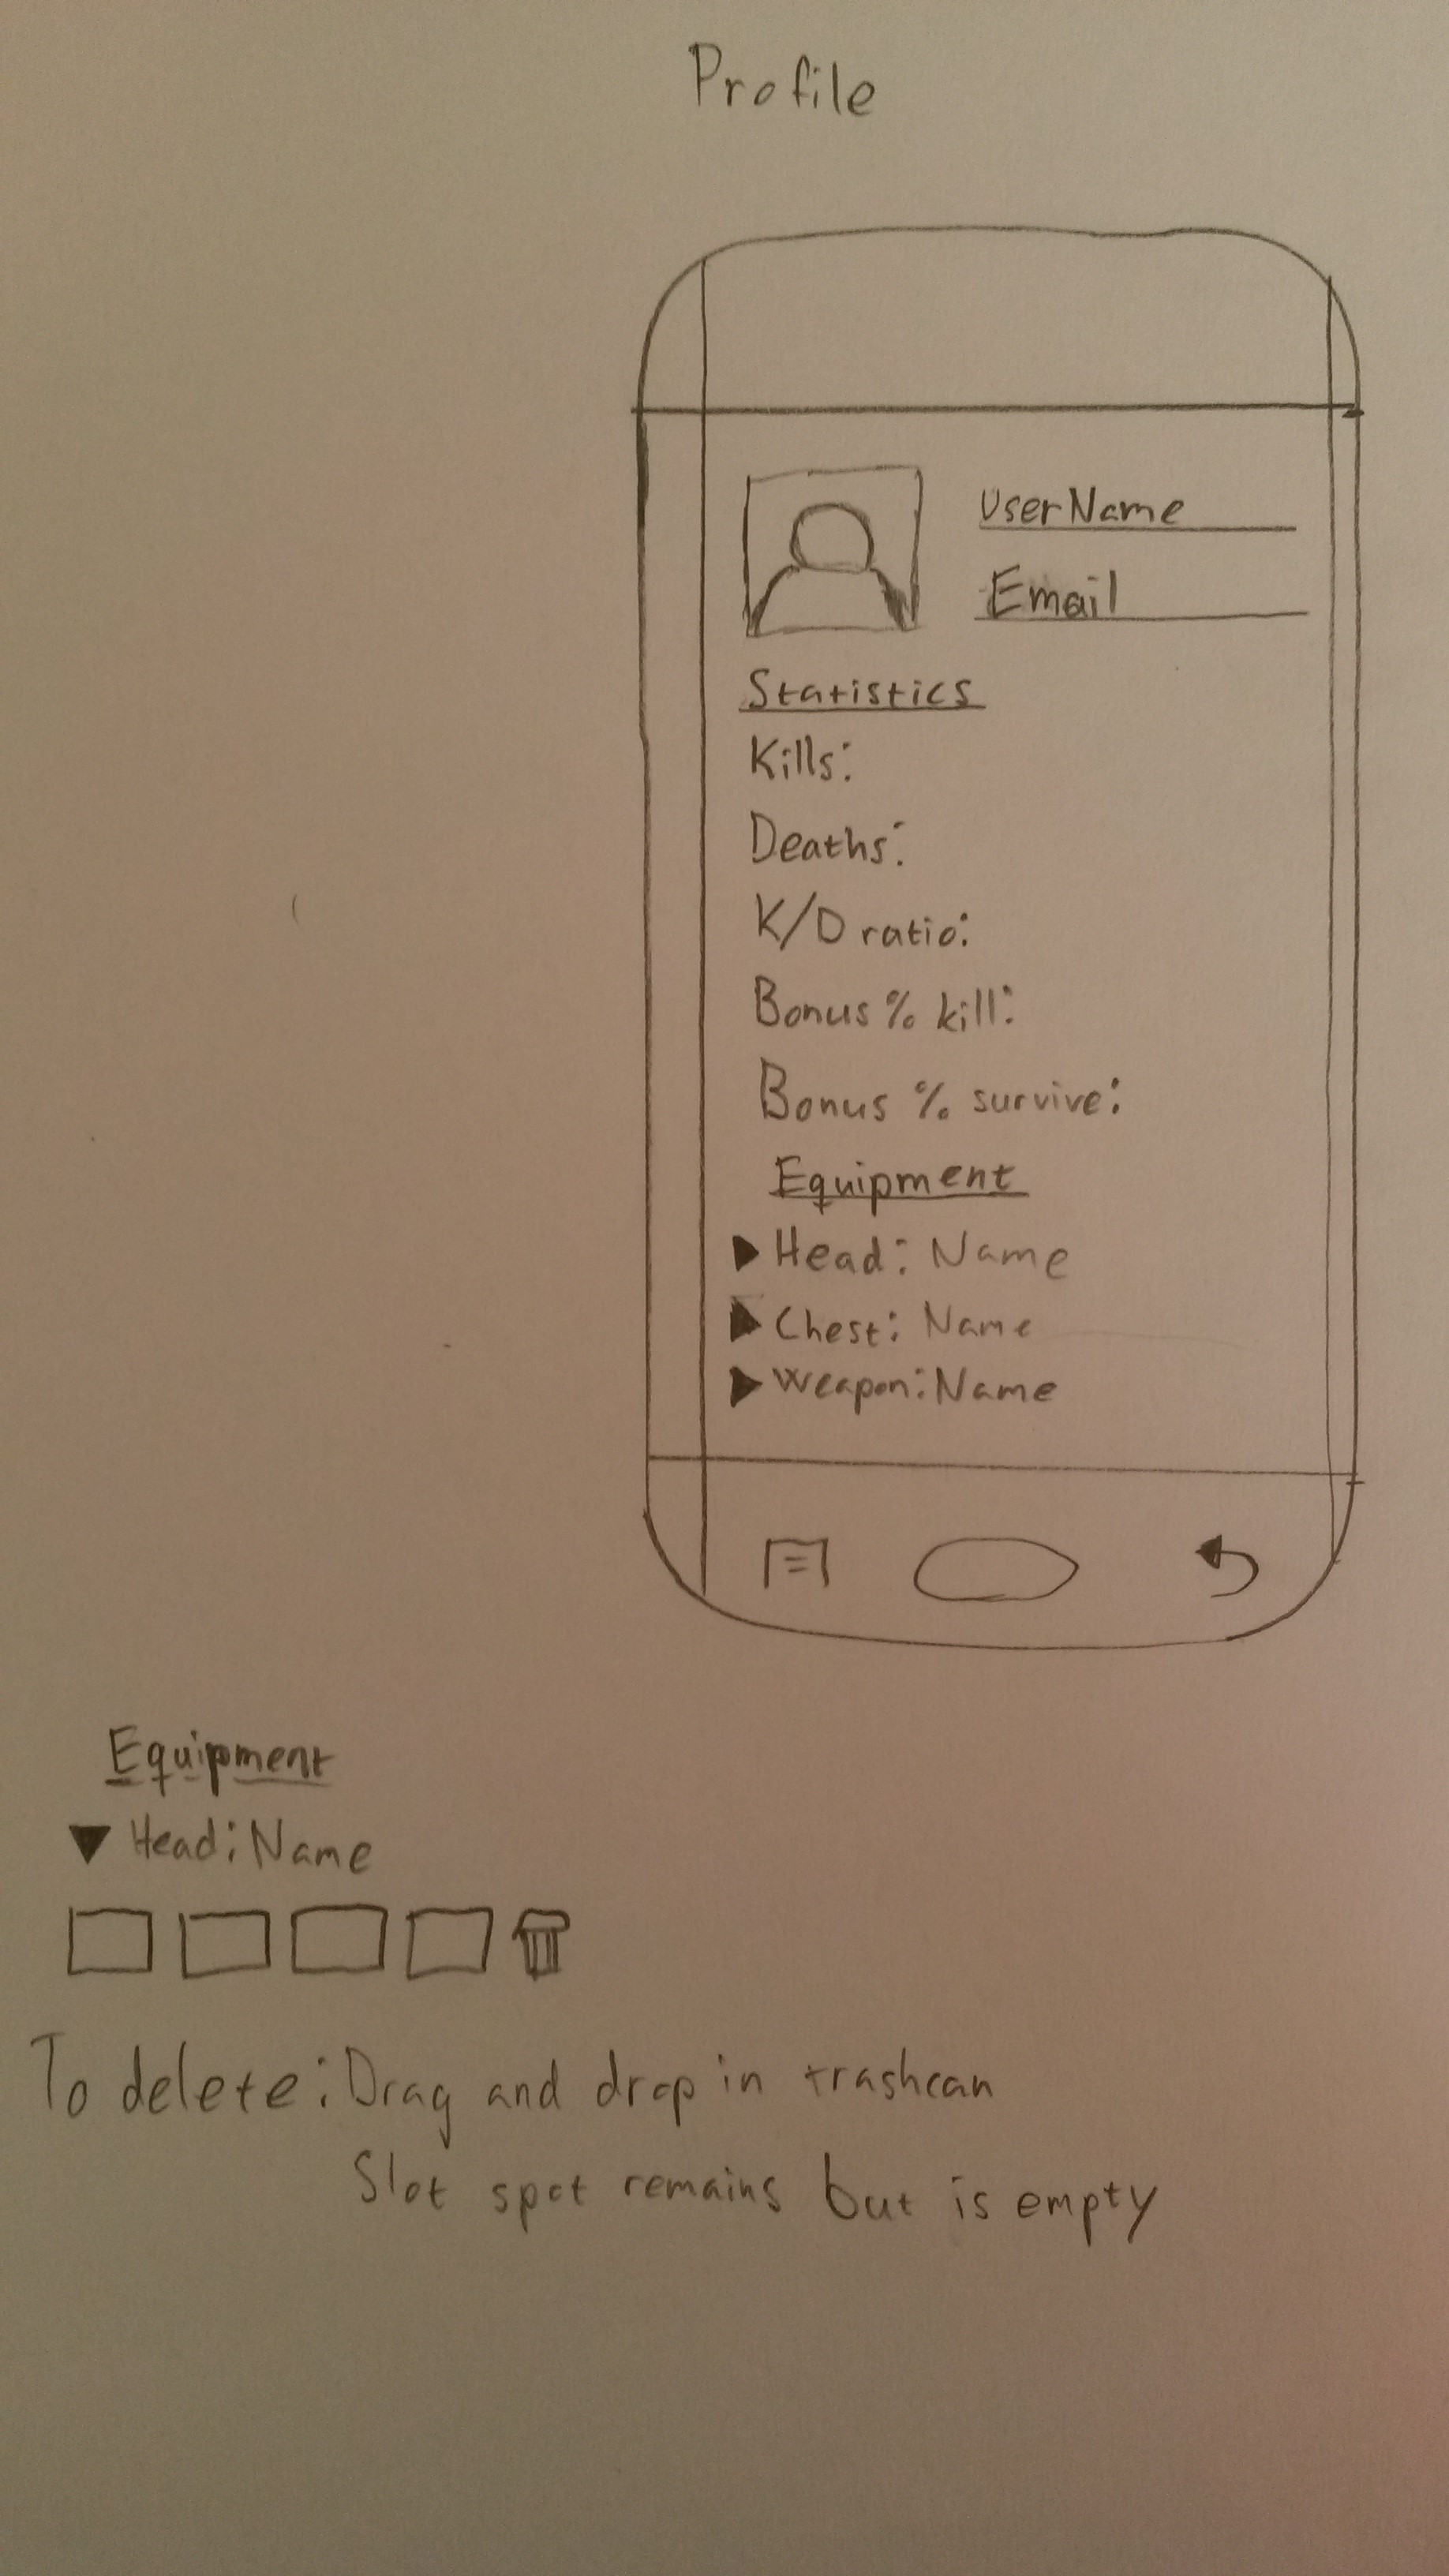 Profile
UserName
Email
Statistics
Kills:
Deaths:
K/D ratio:
Bonus % kill:
Bonus % survive:
Equipment
Head: Name
Chest: Name
Weapon: Name
Equipment
Head: Name
To delete: Drag and drop in trashcan
Slot spot remains but is empty